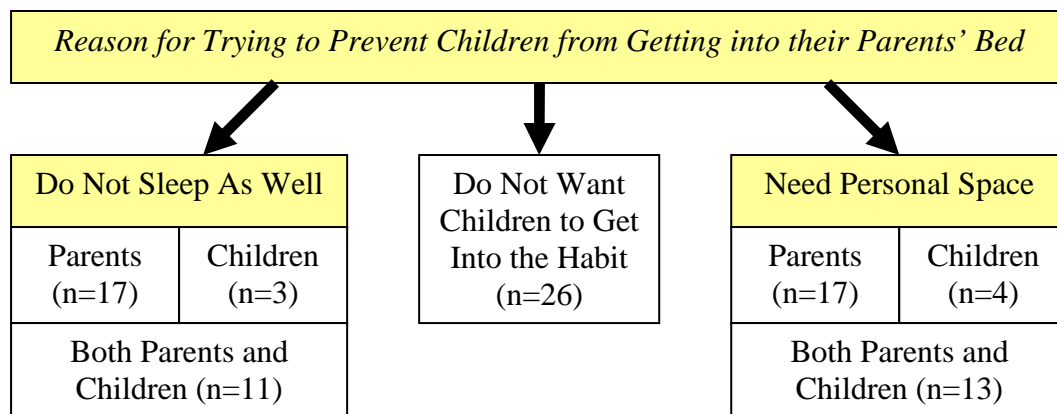 Reason for Trying to Prevent Children from Getting into their Parents’ Bed
Do Not Sleep As Well
Parents
(n=17)
Children
(n=3)
Both Parents and
Children (n=11)
Do Not Want
Children to Get
Into the Habit
(n=26)
Need Personal Space
Parents
(n=17)
Children
(n=4)
Both Parents and
Children (n=13)